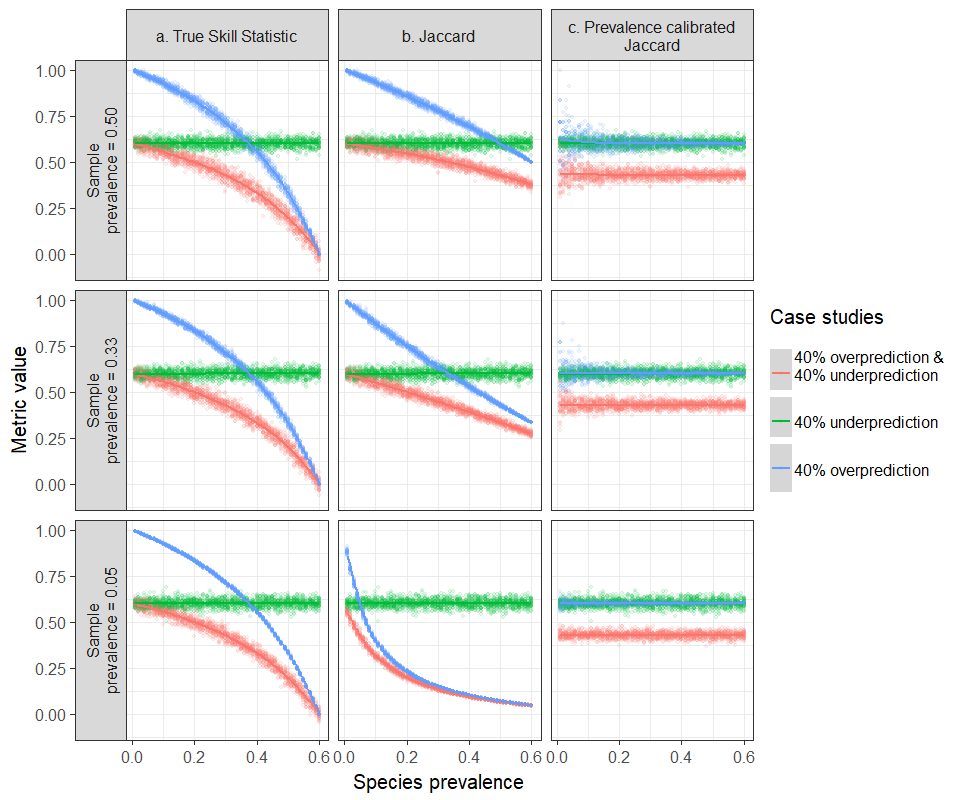 a. True Skill Statistic
b. Jaccard
c. Prevalence calibrated
Jaccard
Metric value
Sample
prevalence = 0.50
1.00
0.75
0.50
0.25
0.00
Sample
prevalence = 0.33
1.00
0.75
0.50
0.25
0.00
Sample
prevalence = 0.05
1.00
0.75
0.50
0.25
0.00
0.0 0.2 0.4 0.6 0.0 0.2 0.4 0.6 0.0 0.2 0.4 0.6
Species prevalence
Case studies
40% overprediction &
40% underprediction
40% underprediction
40% overprediction